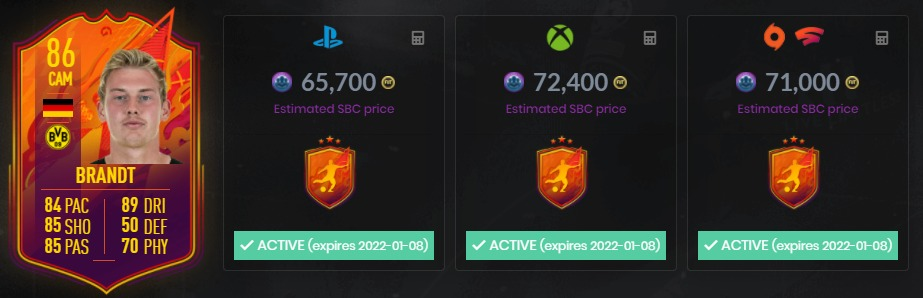 86
CAM
BVB
09
BRANDT
84 PAC
89 DRI
85 SHO
50 DEF
85 PAS
70 PHY
65,700
Estimated SBC price
ACTIVE (expires 2022-01-08)
72,400
Estimated SBC price
ACTIVE (expires 2022-01-08)
71,000
Estimated SBC price
ACTIVE (expires 2022-01-08)